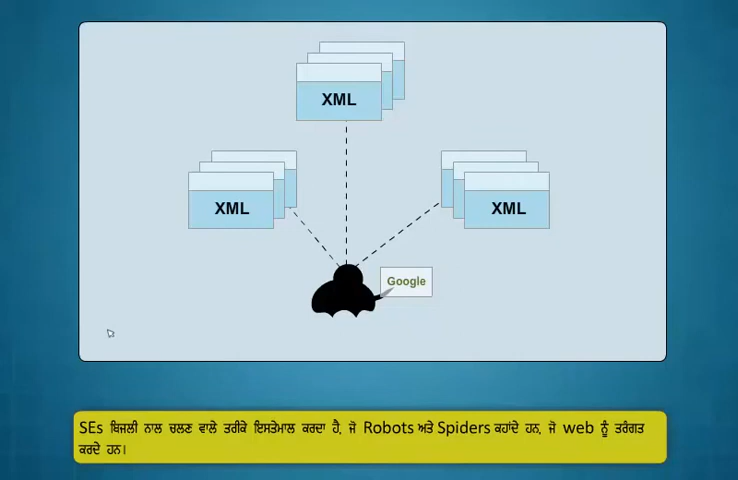 XML
XML
XML
Google
SEs ਬਿਜਲੀ ਨਾਲ ਚਲਣ ਵਾਲੇ ਤਰੀਕੇ ਇਸਤੇਮਾਲ ਕਰਦਾ ਹੈ, ਜੋ Robots ਅਤੇ Spiders ਕਹਾਂਦੇ ਹਨ, ਜੋ web ਨੂੰ ਤਰੰਗਤ
ਕਰਦੇ ਹਨ।